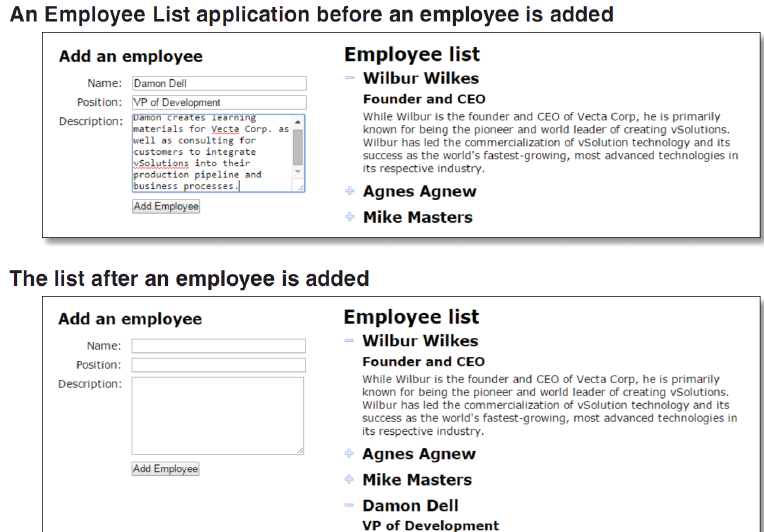 An Employee List application before an employee is added
Add an employee
Name: Damon Dell
Position: VP of Development
Description: Damon creates learning
materials for Vecta Corp. as
well as consulting for
customers to integrate
vSolutions into their
production pipeline and
business processes.
Add Employee
Employee list
Wilbur Wilkes
Founder and CEO
While Wilbur is the founder and CEO of Vecta Corp, he is primarily
known for being the pioneer and world leader of creating vSolutions.
Wilbur has led the commercialization of vSolution technology and its
success as the world's fastest-growing, most advanced technologies in
its respective industry.
Agnes Agnew
Mike Masters
The list after an employee is added
Add an employee
Name:
Position:
Description:
Add Employee
Employee list
Wilbur Wilkes
Founder and CEO
While Wilbur is the founder and CEO of Vecta Corp, he is primarily
known for being the pioneer and world leader of creating vSolutions.
Wilbur has led the commercialization of vSolution technology and its
success as the world's fastest-growing, most advanced technologies in
its respective industry.
Agnes Agnew
Mike Masters
Damon Dell
VP of Development